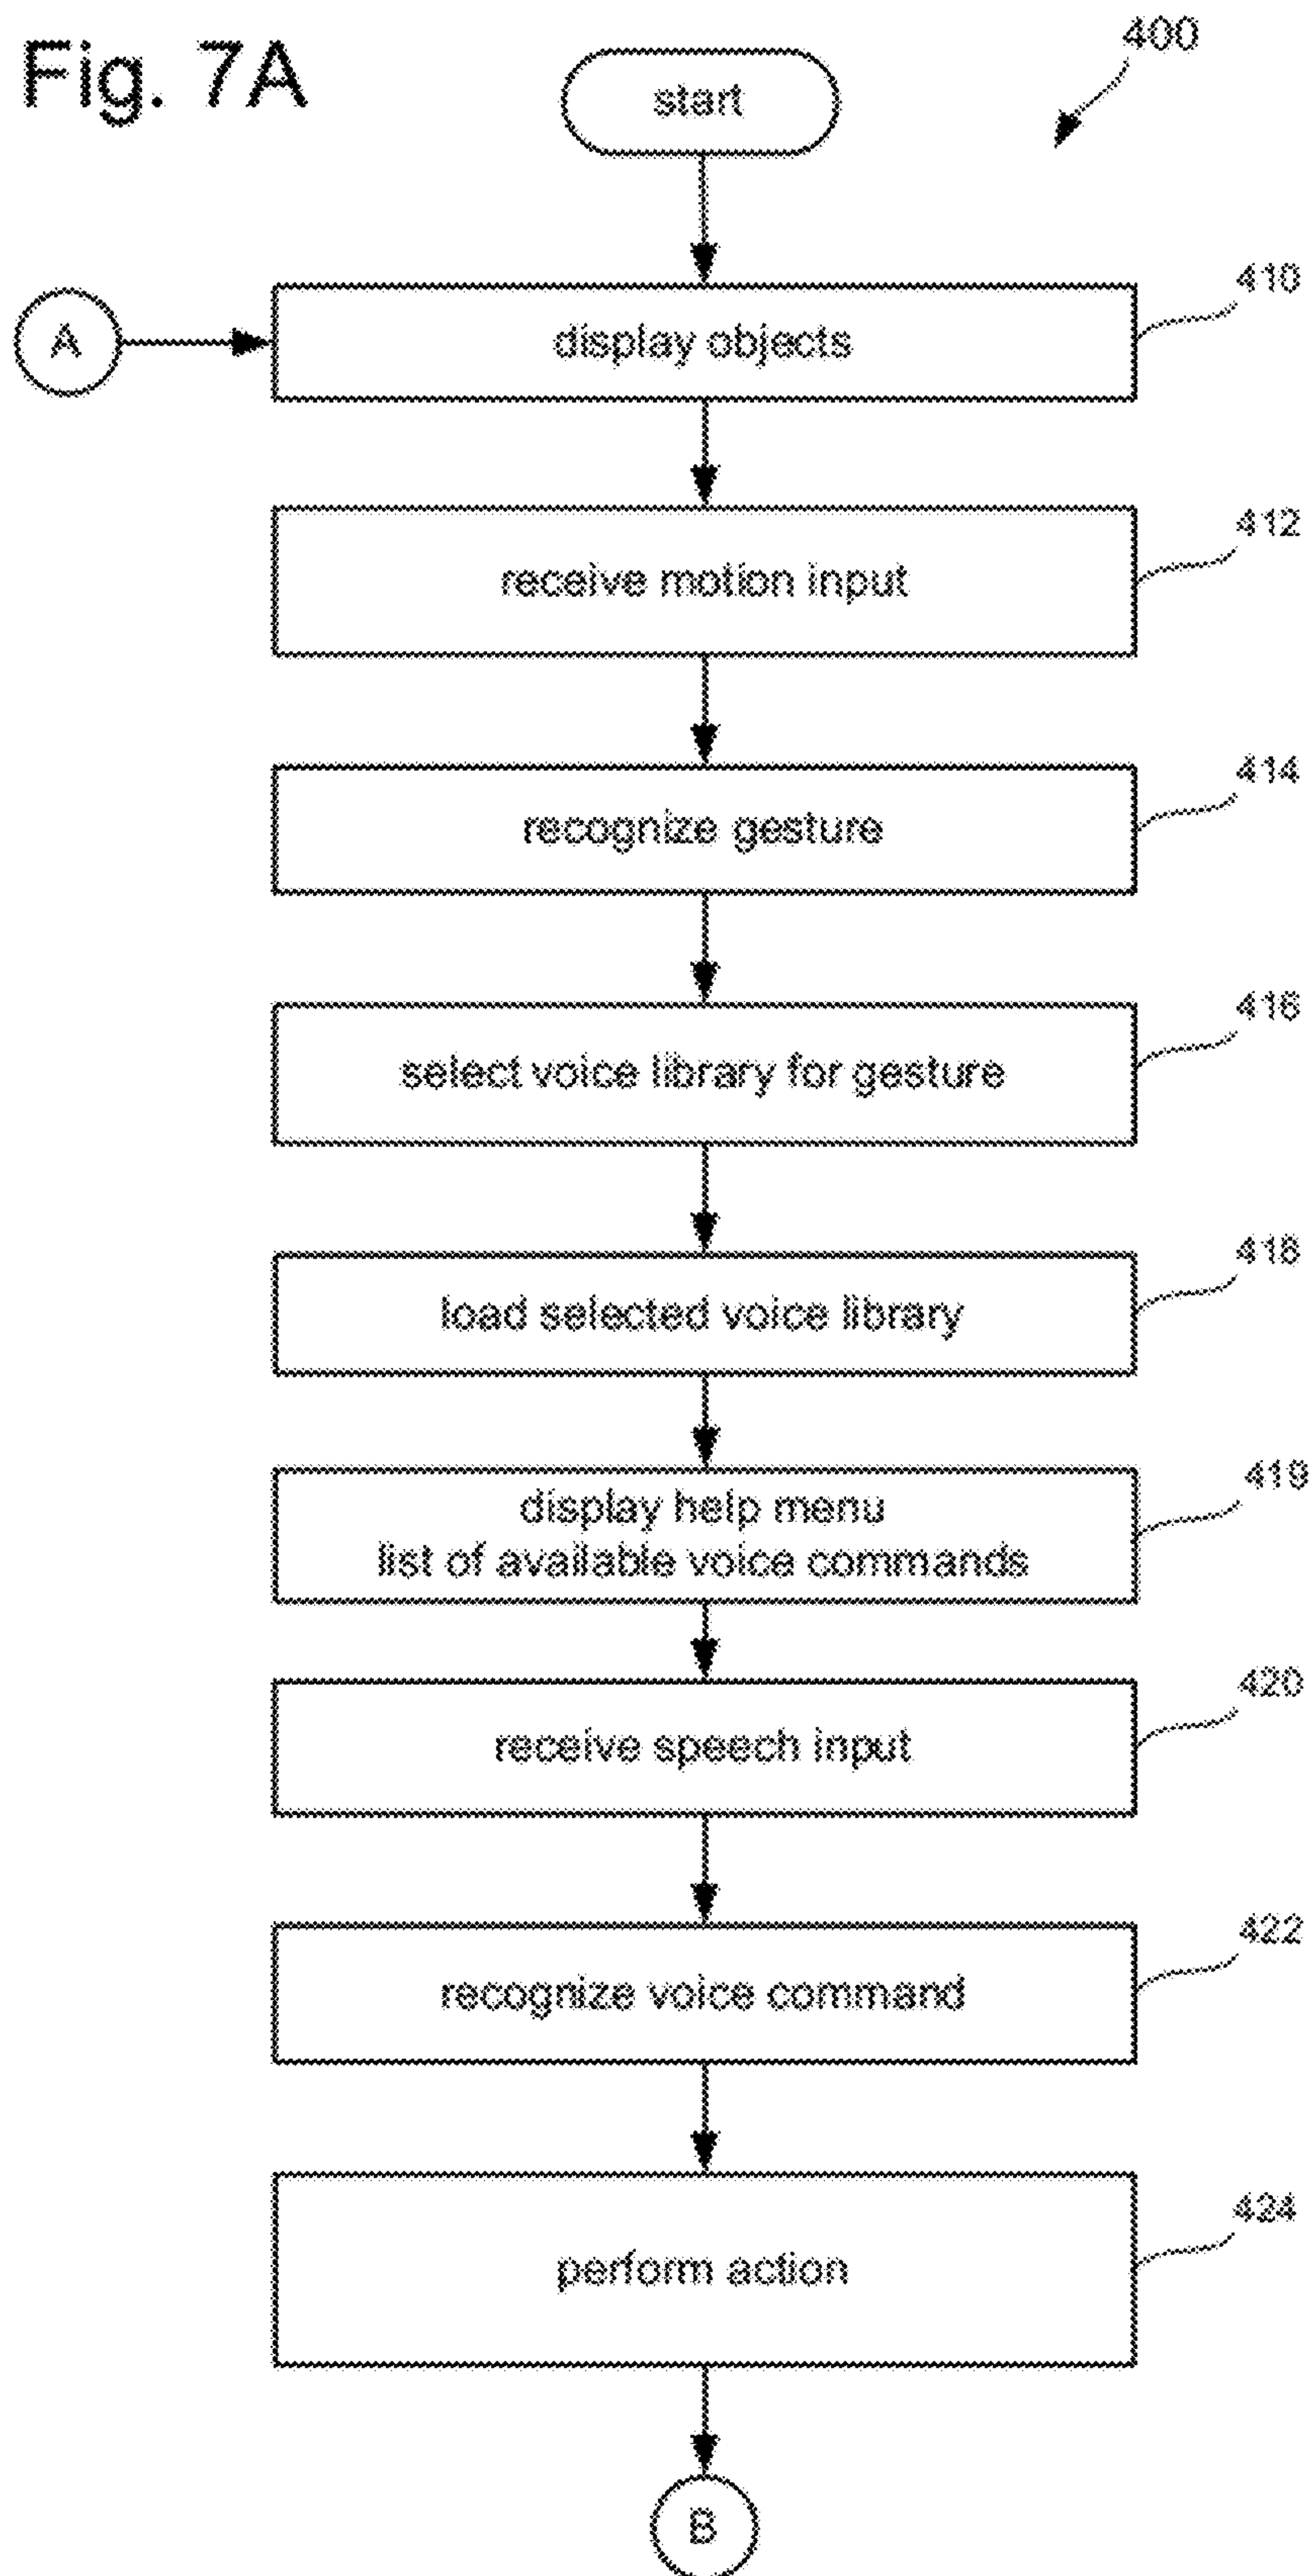 Fig. 7A
400
start
A
display objects
410
receive motion input
412
recognize gesture
414
select voice library for gesture
416
load selected voice library
418
display help menu
list of available voice commands
419
receive speech input
420
recognize voice command
422
perform action
424
B